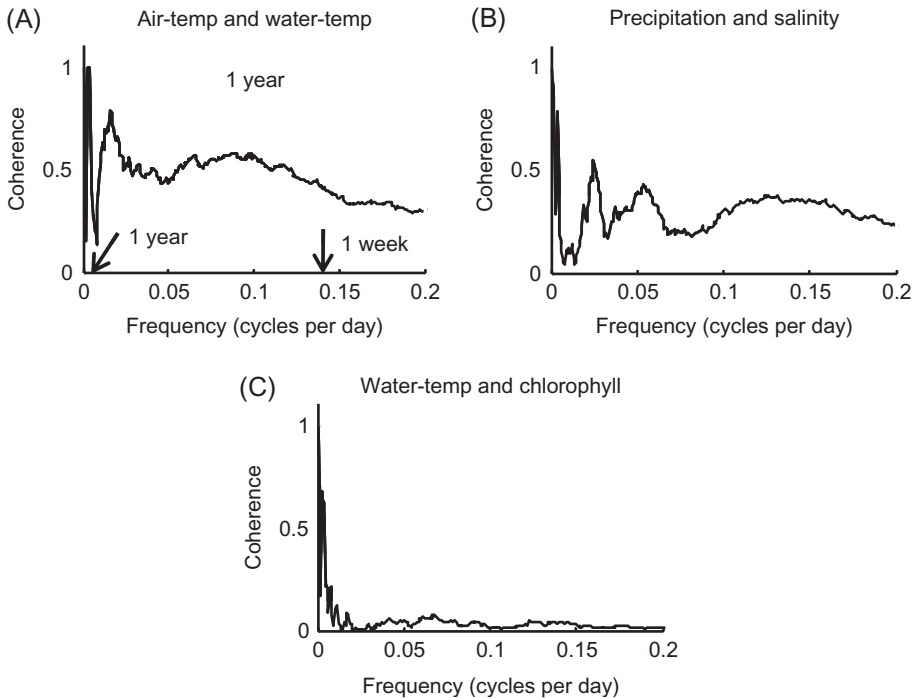 (A)
Air-temp and water-temp
1
0.5
0
Coherence
1 year
1 year
1 week
0
0.05
0.1
0.15
0.2
Frequency (cycles per day)
(B)
Precipitation and salinity
1
0.5
0
Coherence
0
0.05
0.1
0.15
0.2
Frequency (cycles per day)
(C)
Water-temp and chlorophyll
1
0.5
0
Coherence
0
0.05
0.1
0.15
0.2
Frequency (cycles per day)